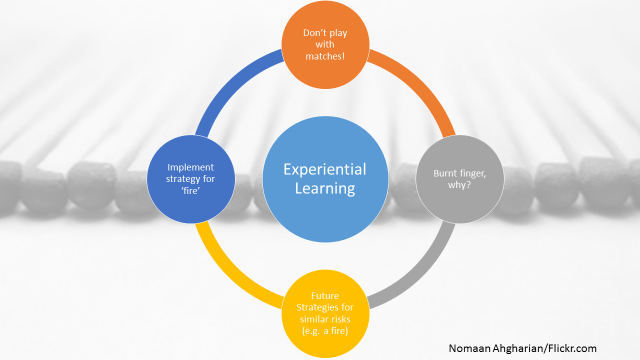 Don't play
with
matches!
Experiential
Learning
Implement
strategy for
'fire'
Burnt finger,
why?
Future
Strategies for
similar risks
(e.g. a fire)
Nomaan Ahgharian/Flickr.com